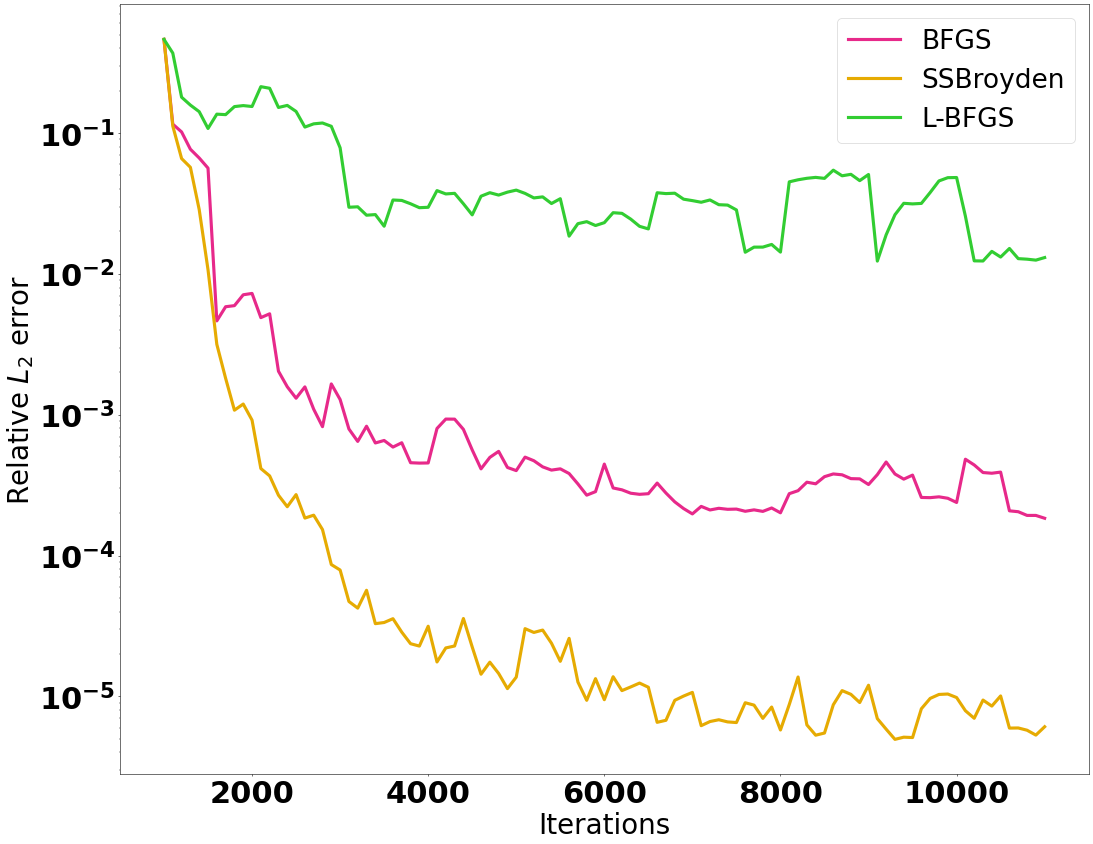 BFGS
SSBroyden
L-BFGS
10⁻¹
10⁻²
10⁻³
10⁻⁴
10⁻⁵
Relative L₂ error
2000 4000 6000 8000 10000
Iterations